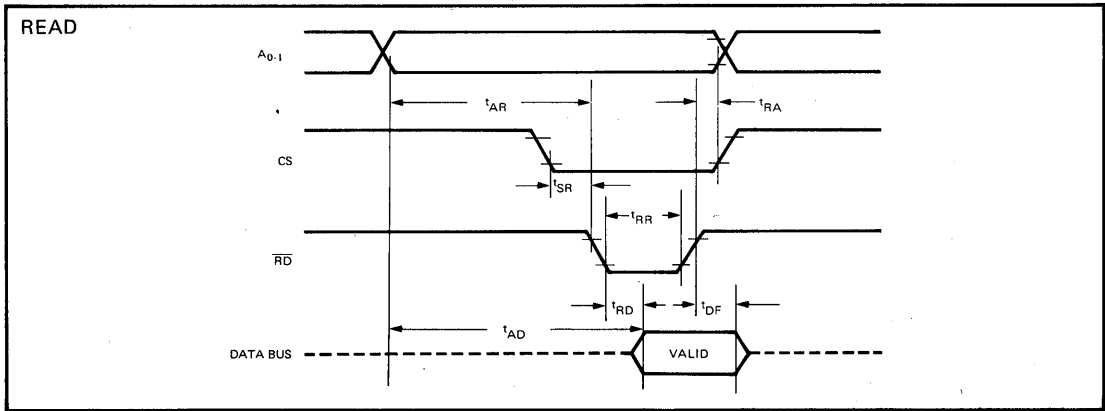 READ
A0-1
tAR
tRA
CS
tSR
tRR
RD
tRD
tDF
tAD
DATA BUS
VALID